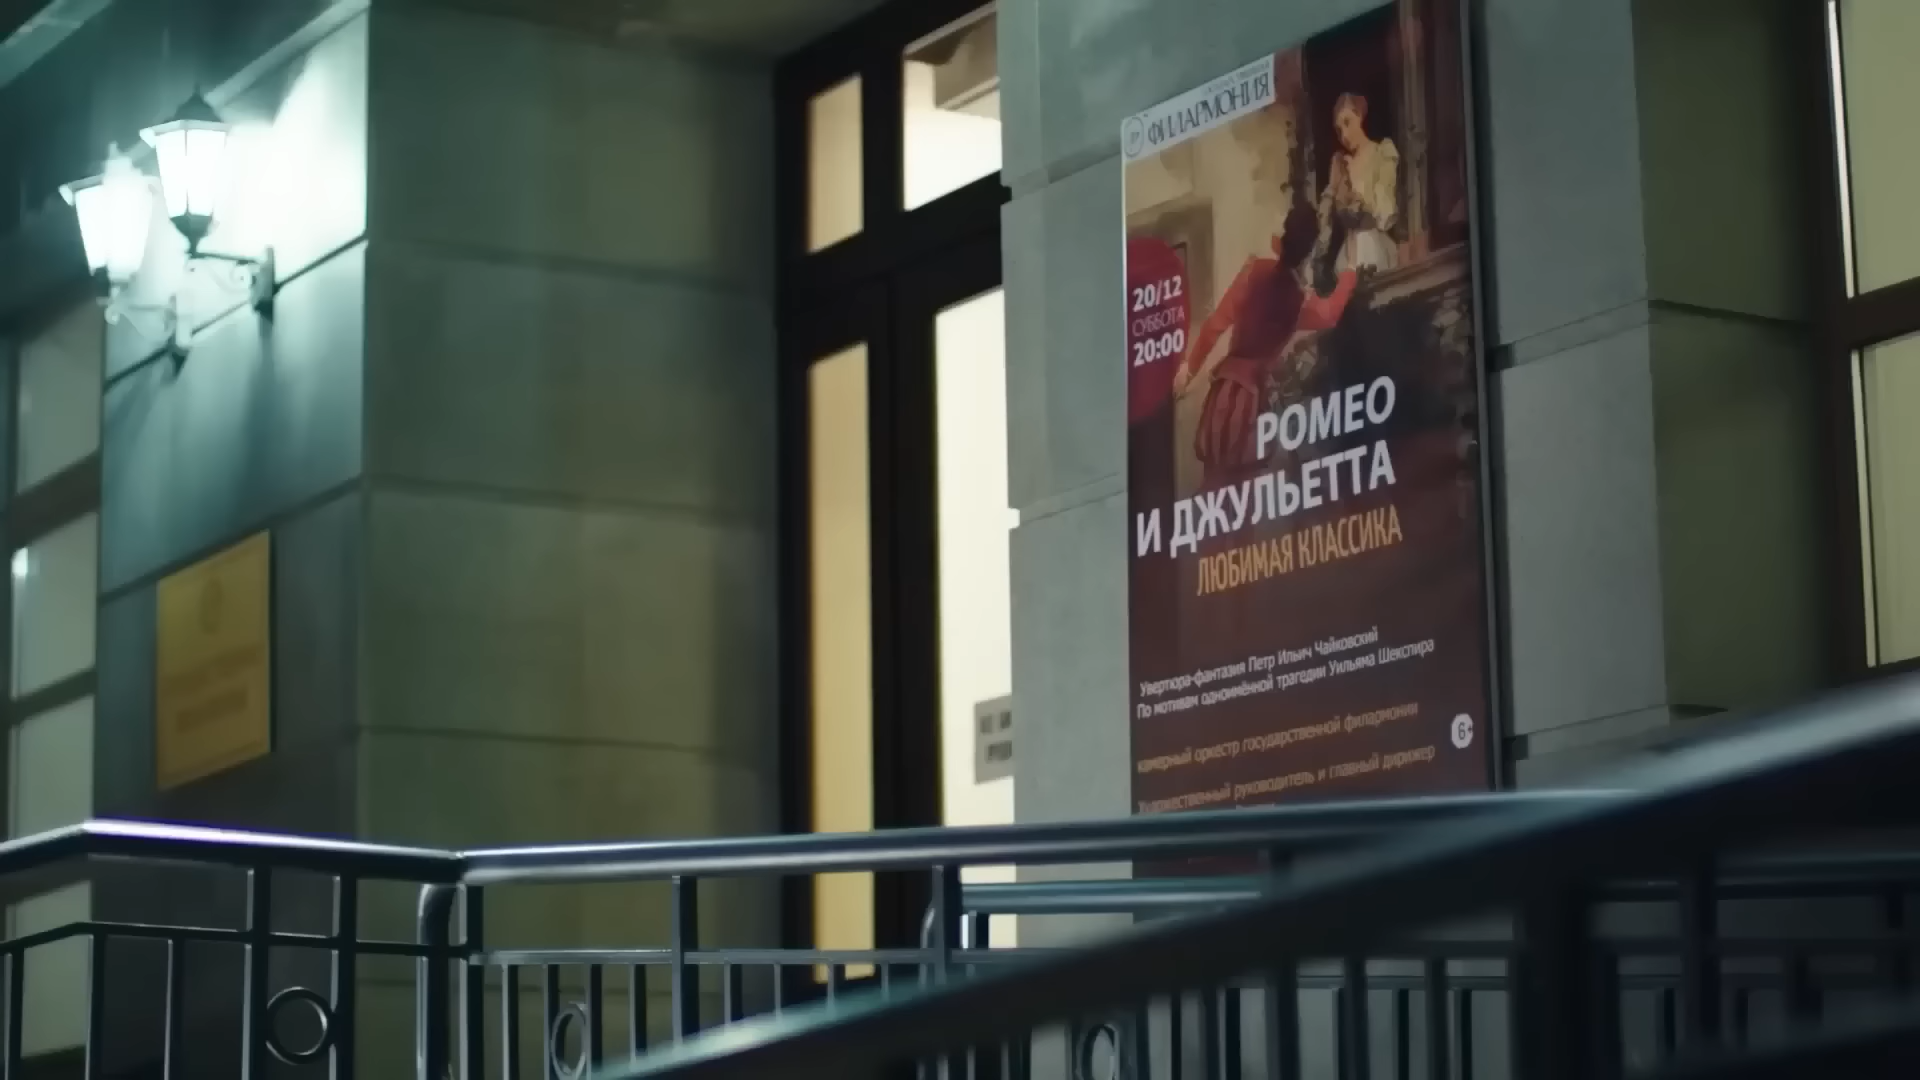 ФИЛАРМОНИЯ
20/12
СУББОТА
20:00
РОМЕО
И ДЖУЛЬЕТТА
ЛЮБИМАЯ КЛАССИКА
Увертюра-фантазия Петр Ильич Чайковский
По мотивам одноимённой трагедии Уильяма Шекспира
камерный оркестр государственной филармонии
Художественный руководитель и главный дирижер
6+